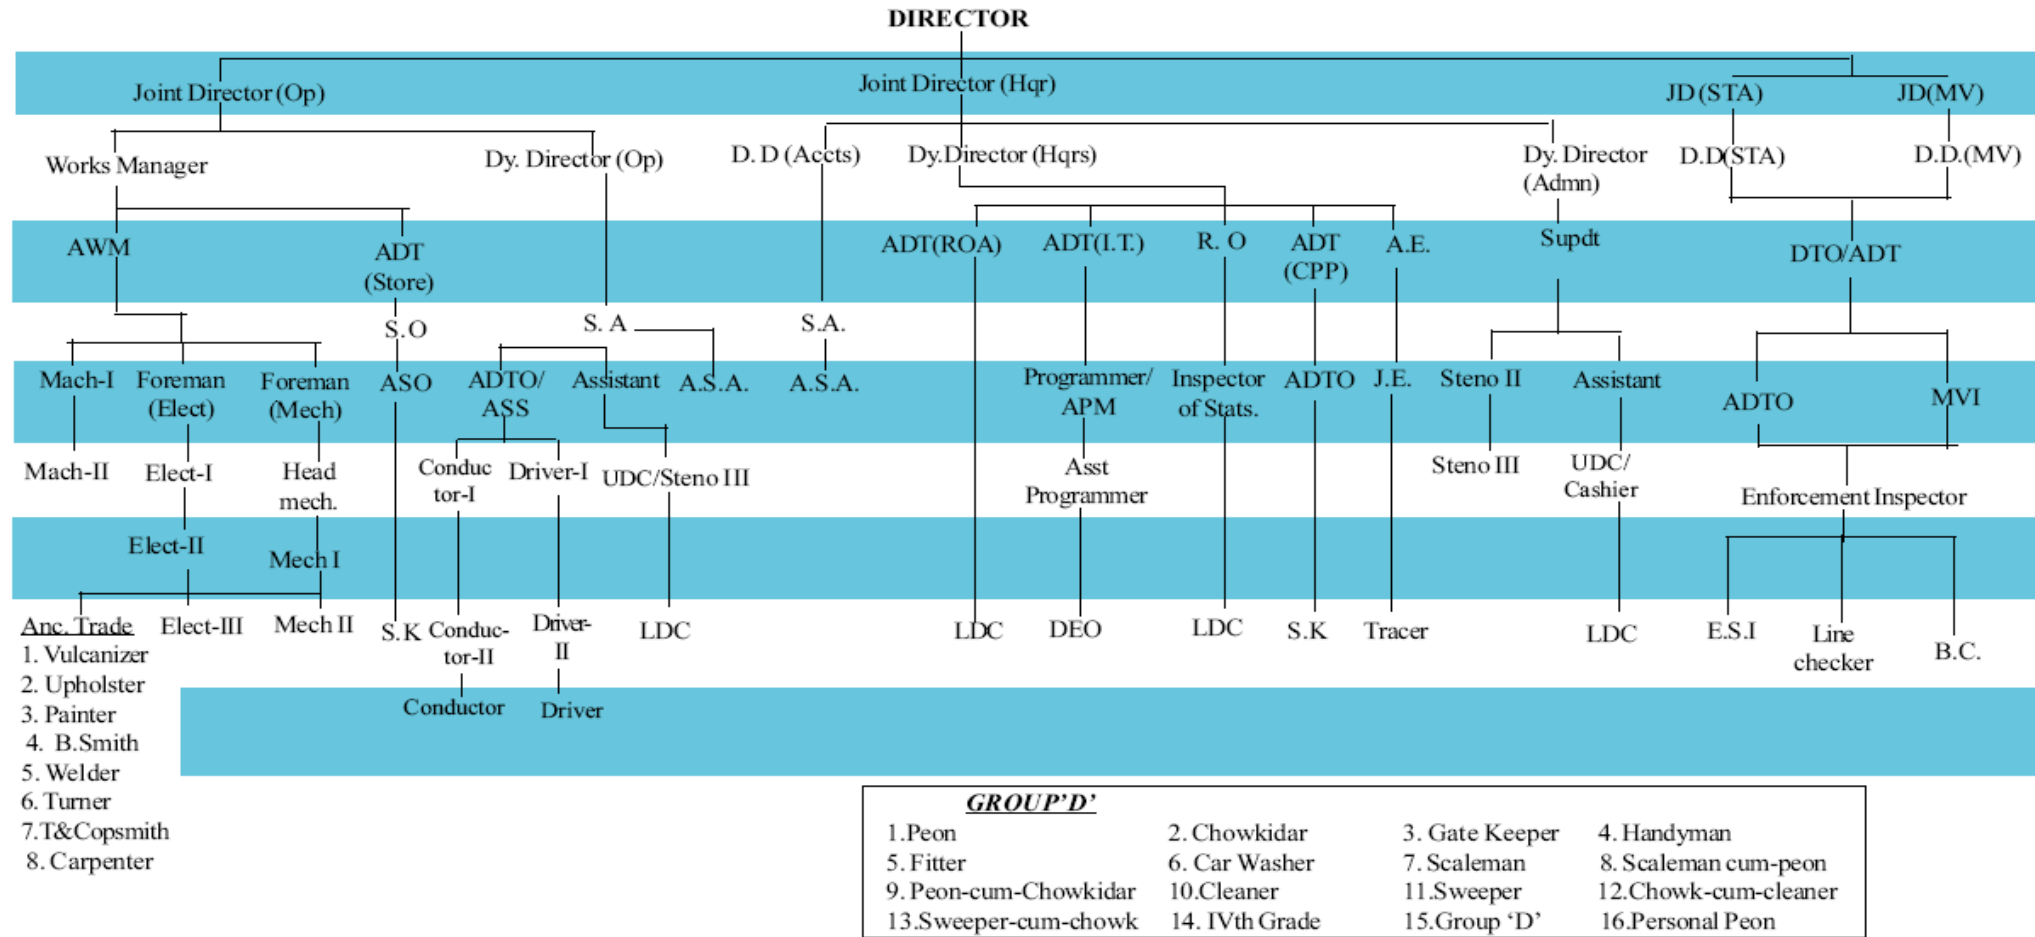 DIRECTOR
Joint Director (Op)
Joint Director (Hqr)
JD (STA)
JD(MV)
Works Manager
Dy. Director (Op)
D. D (Accts)
Dy.Director (Hqrs)
Dy. Director
(Admn)
D.D(STA)
D.D.(MV)
AWM
ADT
(Store)
ADT(ROA)
ADT(I.T.)
R. O
ADT
(CPP)
A.E.
Supdt
DTO/ADT
S.O
S. A
S.A.
Mach-I
Foreman
(Elect)
Foreman
(Mech)
ASO
ADTO/
ASS
Assistant
A.S.A.
A.S.A.
Programmer/
APM
Inspector
of Stats.
ADTO
J.E.
Steno II
Assistant
ADTO
MVI
Mach-II
Elect-I
Head
mech.
Conduc
tor-I
Driver-I
UDC/Steno III
Asst
Programmer
Steno III
UDC/
Cashier
Enforcement Inspector
Elect-II
Mech I
Anc. Trade
Elect-III
Mech II
S.K
Conduc-
tor-II
Driver-
II
LDC
LDC
DEO
LDC
S.K
Tracer
LDC
E.S.I
Line
checker
B.C.
1. Vulcanizer
2. Upholster
3. Painter
4. B.Smith
5. Welder
6. Turner
7.T&Copsmith
8. Carpenter
Conductor
Driver
GROUP'D'
1.Peon 2. Chowkidar 3. Gate Keeper 4. Handyman
5. Fitter 6. Car Washer 7. Scaleman 8. Scaleman cum-peon
9. Peon-cum-Chowkidar 10.Cleaner 11.Sweeper 12.Chowk-cum-cleaner
13.Sweeper-cum-chowk 14. IVth Grade 15.Group 'D' 16.Personal Peon